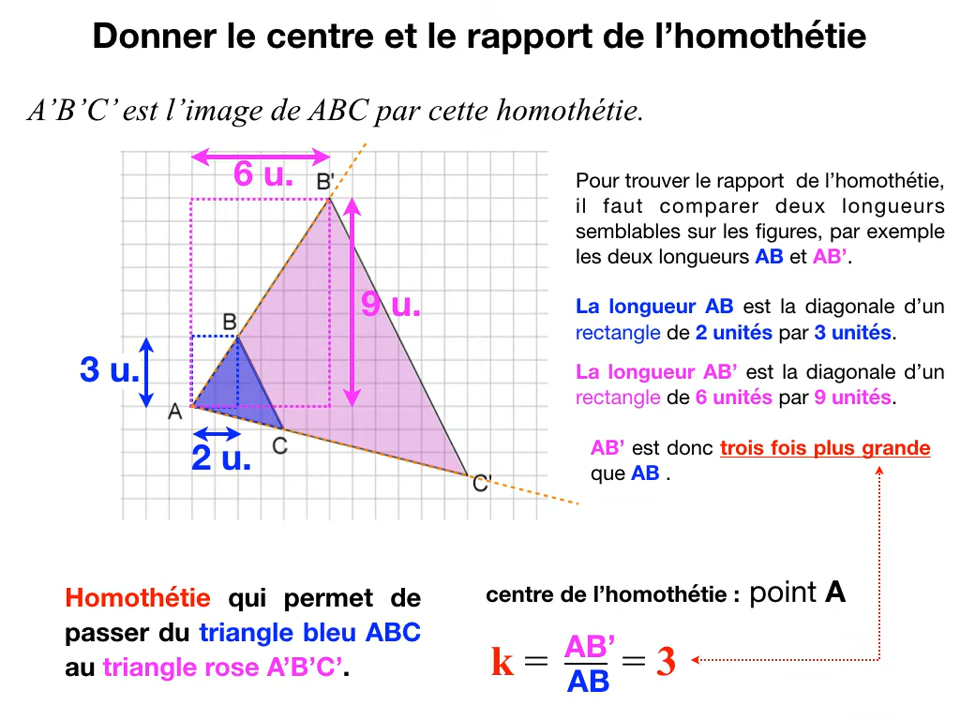 Donner le centre et le rapport de l’homothétie
A’B’C’ est l’image de ABC par cette homothétie.
6 u.
B'
9 u.
B
3 u.
A
C
2 u.
C'
Pour trouver le rapport de l’homothétie,
il faut comparer deux longueurs
semblables sur les figures, par exemple
les deux longueurs AB et AB’.
La longueur AB est la diagonale d’un
rectangle de 2 unités par 3 unités.
La longueur AB’ est la diagonale d’un
rectangle de 6 unités par 9 unités.
AB’ est donc trois fois plus grande
que AB .
Homothétie qui permet de
passer du triangle bleu ABC
au triangle rose A’B’C’.
centre de l’homothétie : point A
k = AB’ / AB = 3